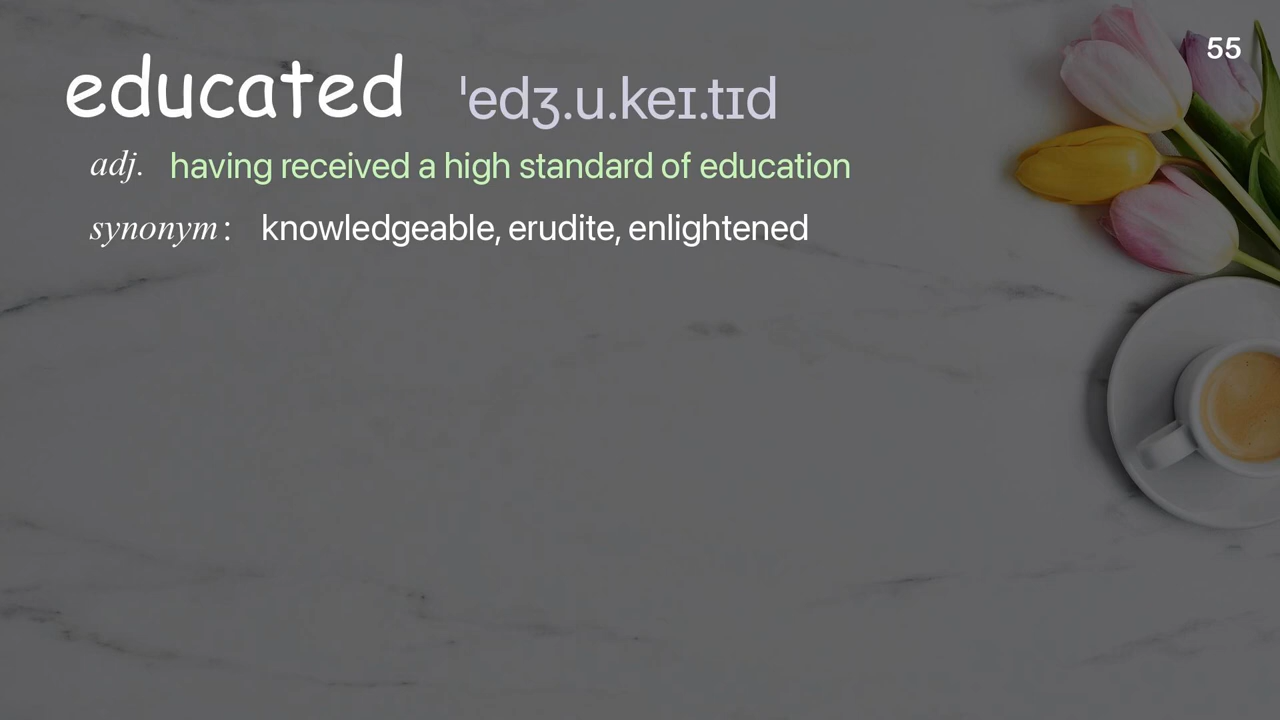 55
educated ˈedʒ.u.keɪ.tɪd
adj. having received a high standard of education
synonym: knowledgeable, erudite, enlightened